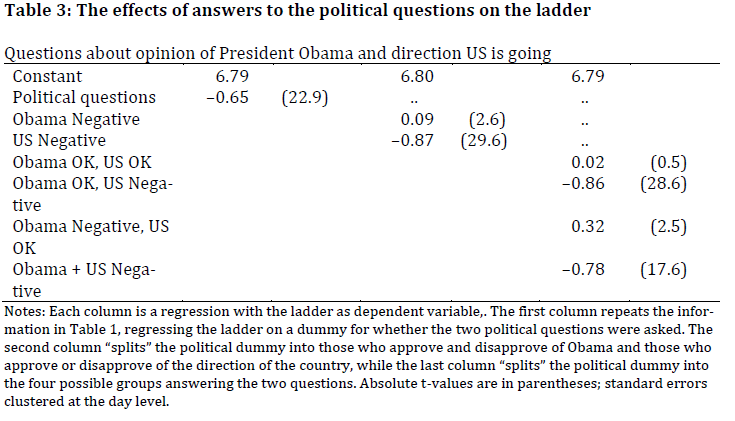 Table 3: The effects of answers to the political questions on the ladder
Questions about opinion of President Obama and direction US is going
Constant 6.79 6.80 6.79
Political questions −0.65 (22.9) .. ..
Obama Negative 0.09 (2.6) ..
US Negative −0.87 (29.6) ..
Obama OK, US OK 0.02 (0.5)
Obama OK, US Nega- −0.86 (28.6)
tive
Obama Negative, US 0.32 (2.5)
OK
Obama + US Nega- −0.78 (17.6)
tive
Notes: Each column is a regression with the ladder as dependent variable,. The first column repeats the infor-
mation in Table 1, regressing the ladder on a dummy for whether the two political questions were asked. The
second column “splits” the political dummy into those who approve and disapprove of Obama and those who
approve or disapprove of the direction of the country, while the last column “splits” the political dummy into
the four possible groups answering the two questions. Absolute t-values are in parentheses; standard errors
clustered at the day level.